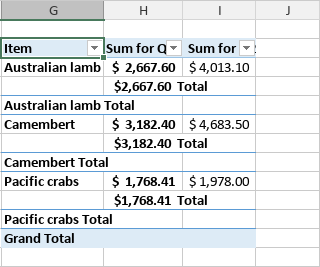 G H I J
Item Sum for Q Sum for
Australian lamb $ 2,667.60 $ 4,013.10
$2,667.60 Total
Australian lamb Total
Camembert $ 3,182.40 $ 4,683.50
$3,182.40 Total
Camembert Total
Pacific crabs $ 1,768.41 $ 1,978.00
$1,768.41 Total
Pacific crabs Total
Grand Total